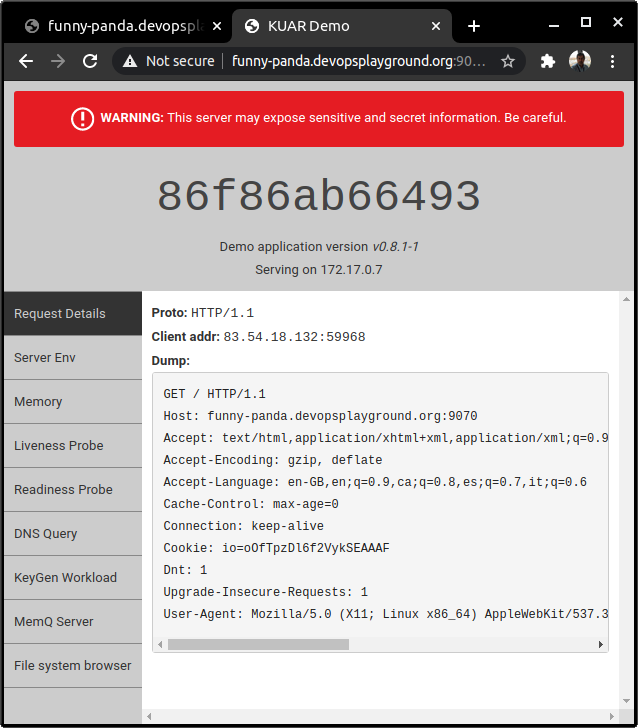 funny-panda.devopspl
KUAR Demo
Not secure
funny-panda.devopsplayground.org:90…
WARNING: This server may expose sensitive and secret information. Be careful.
86f86ab66493
Demo application version v0.8.1-1
Serving on 172.17.0.7
Request Details
Server Env
Memory
Liveness Probe
Readiness Probe
DNS Query
KeyGen Workload
MemQ Server
File system browser
Proto: HTTP/1.1
Client addr: 83.54.18.132:59968
Dump:
GET / HTTP/1.1
Host: funny-panda.devopsplayground.org:9070
Accept: text/html,application/xhtml+xml,application/xml;q=0.9
Accept-Encoding: gzip, deflate
Accept-Language: en-GB,en;q=0.9,ca;q=0.8,es;q=0.7,it;q=0.6
Cache-Control: max-age=0
Connection: keep-alive
Cookie: io=oOfTpzDl6f2VykSEAAAF
Dnt: 1
Upgrade-Insecure-Requests: 1
User-Agent: Mozilla/5.0 (X11; Linux x86_64) AppleWebKit/537.3